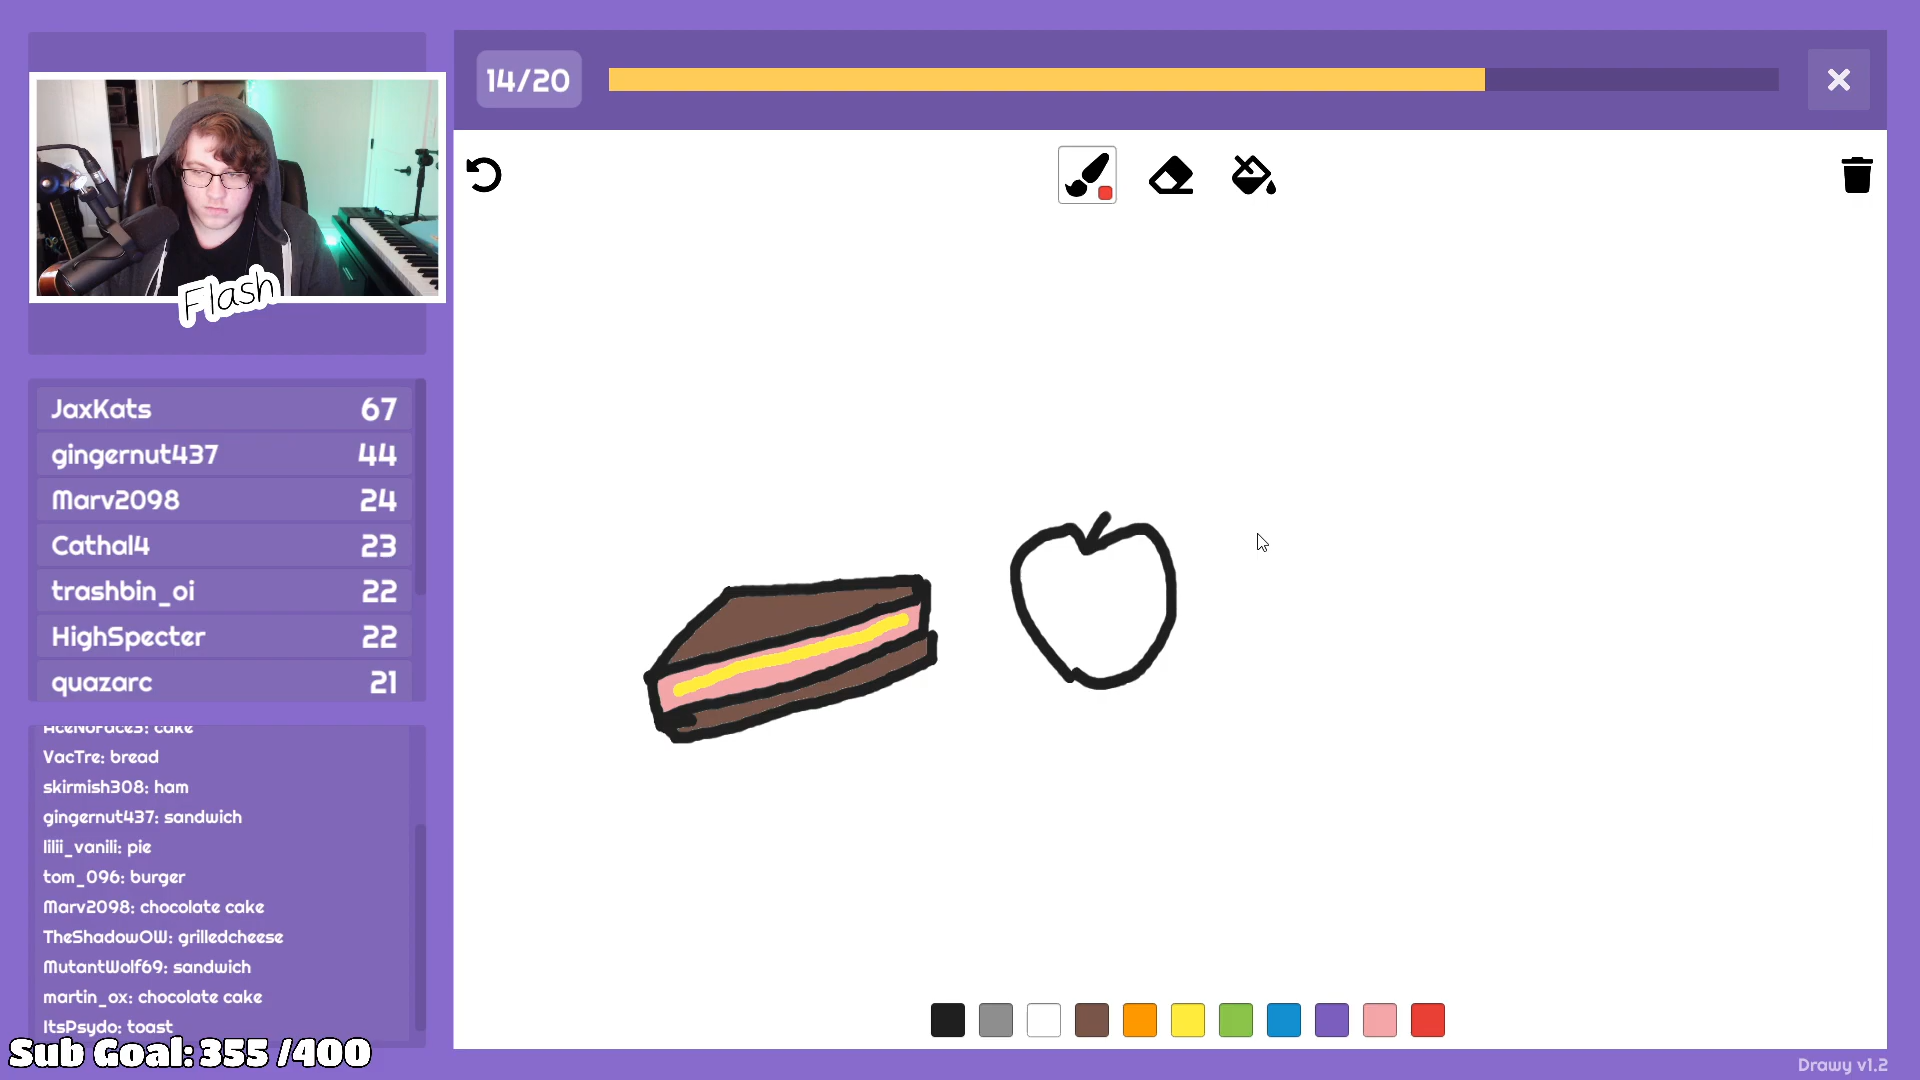 14/20
Flash
JaxKats 67
gingernut437 44
Marv2098 24
Cathal4 23
trashbin_oi 22
HighSpecter 22
quazarc 21
AceNoFace3: cake
VacTre: bread
skirmish308: ham
gingernut437: sandwich
lilii_vanili: pie
tom_096: burger
Marv2098: chocolate cake
TheShadowOW: grilledcheese
MutantWolf69: sandwich
martin_ox: chocolate cake
ItsPsydo: toast
Sub Goal: 355 /400
Drawy v1.2